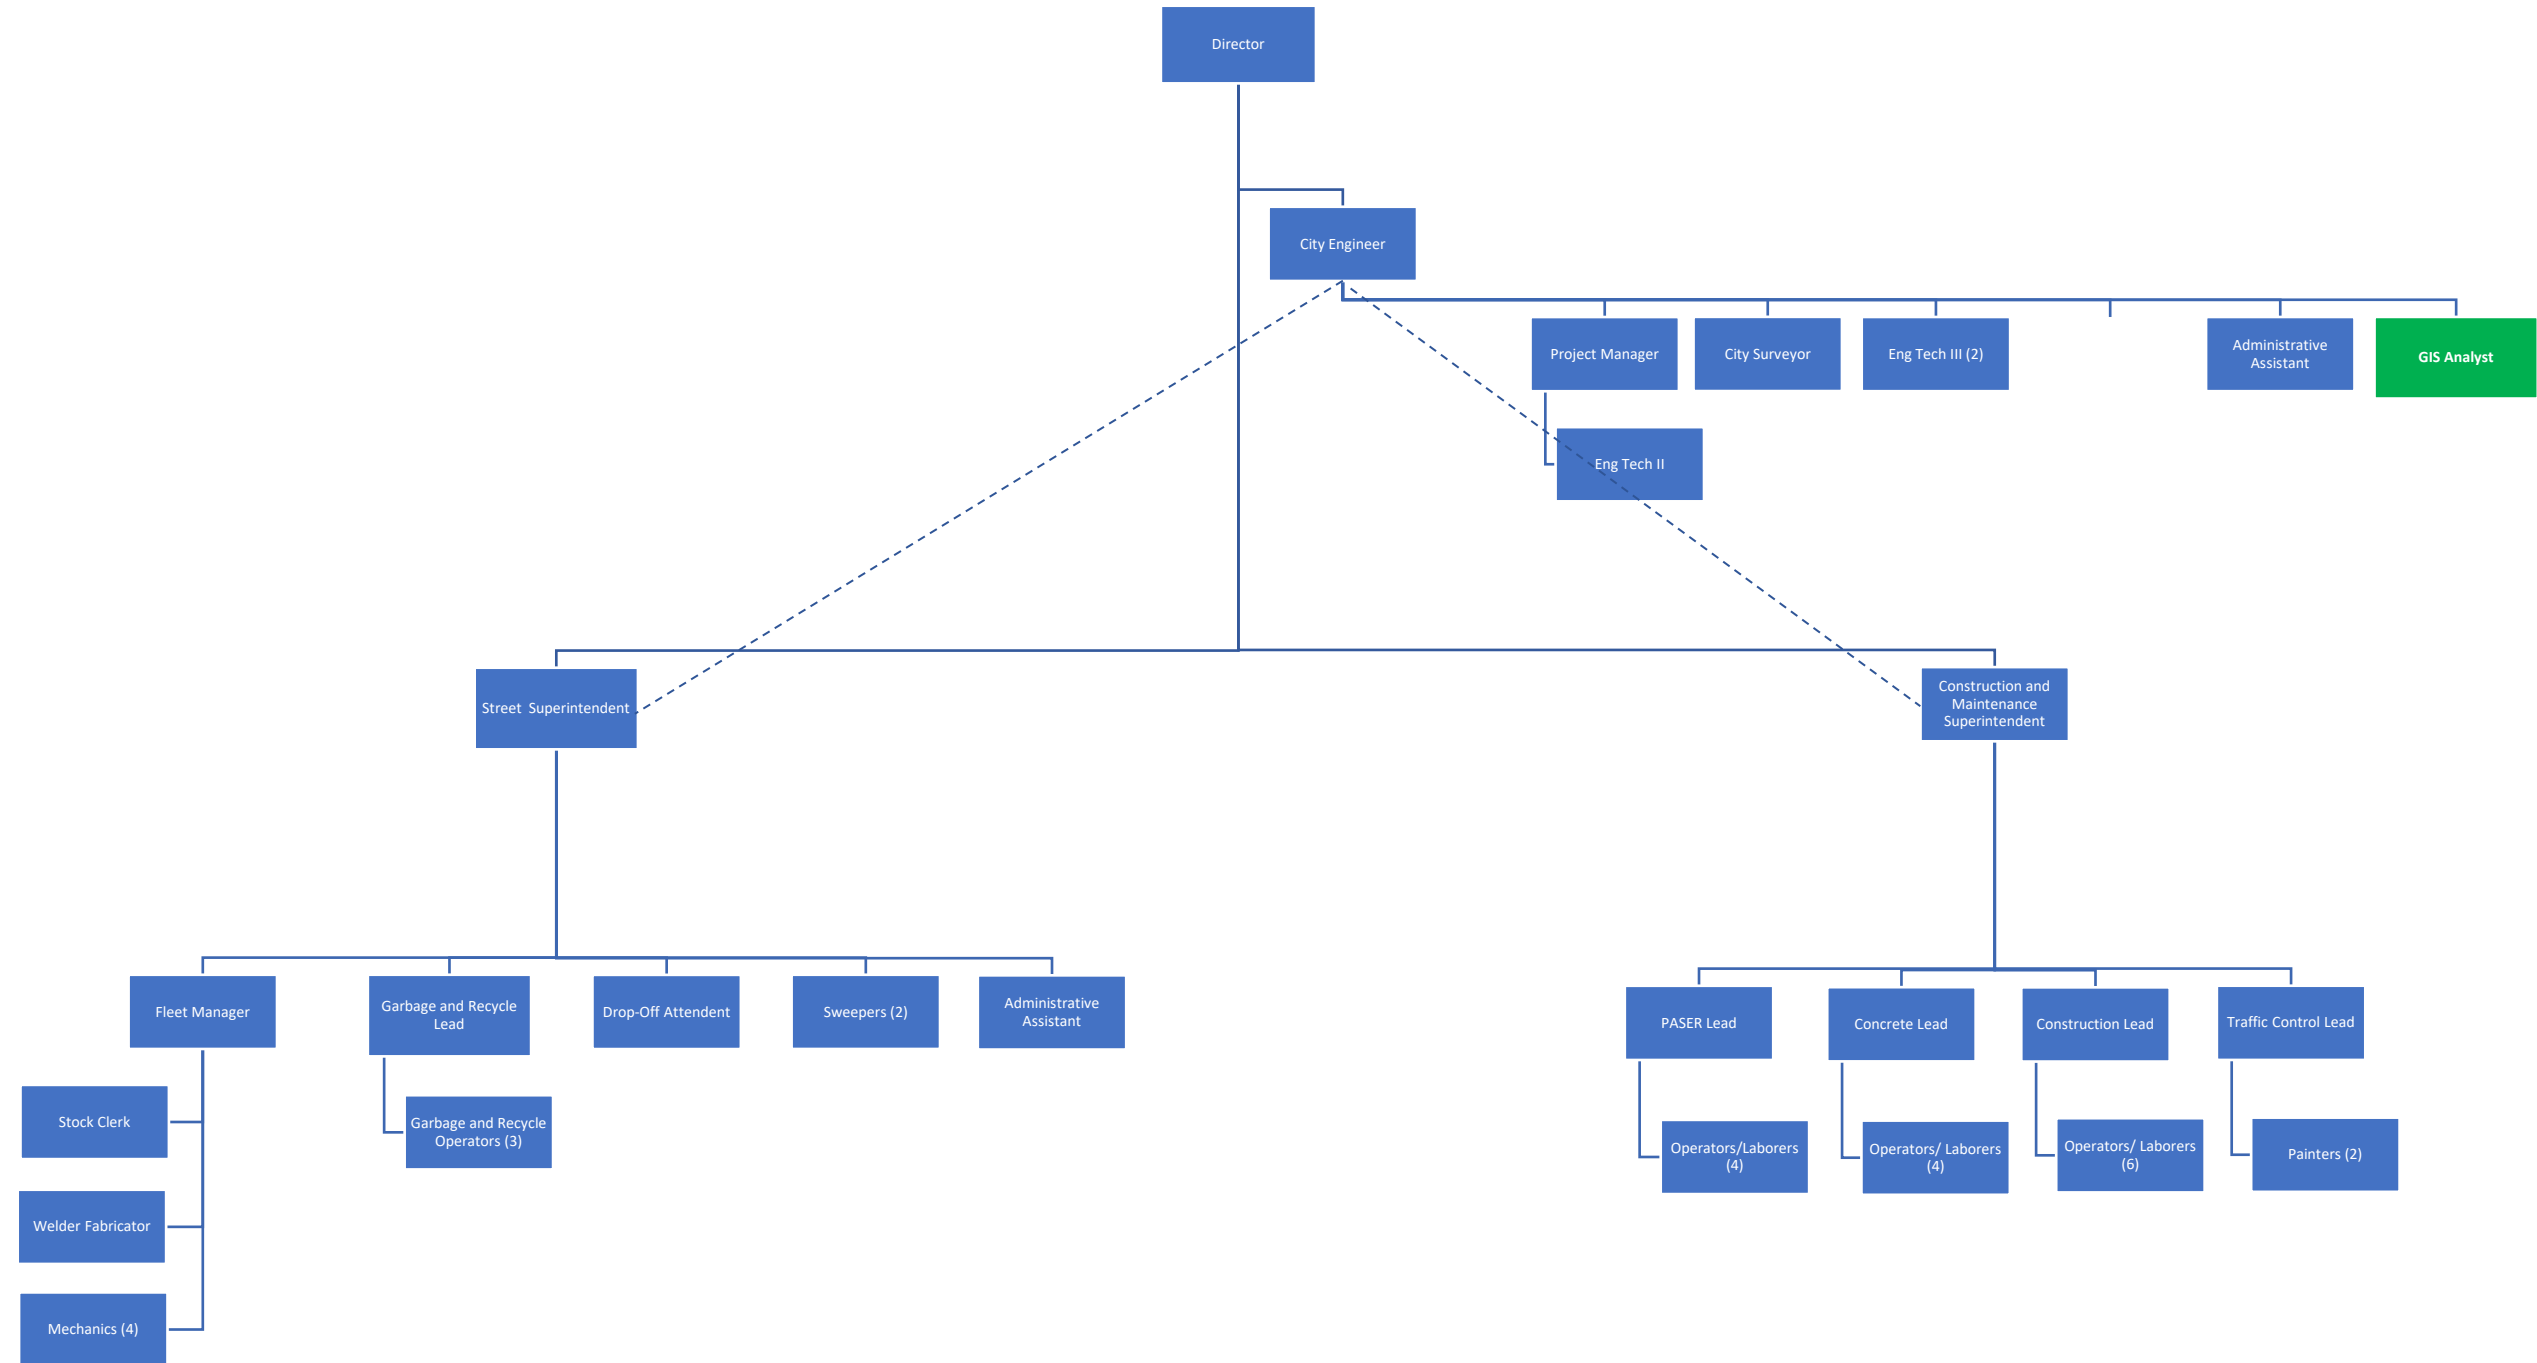 Director
City Engineer
Project Manager
City Surveyor
Eng Tech III (2)
Administrative
Assistant
GIS Analyst
Eng Tech II
Street  Superintendent
Construction and
Maintenance
Superintendent
Fleet Manager
Garbage and Recycle
Lead
Drop-Off Attendent
Sweepers (2)
Administrative
Assistant
PASER Lead
Concrete Lead
Construction Lead
Traffic Control Lead
Stock Clerk
Garbage and Recycle
Operators (3)
Operators/Laborers
(4)
Operators/ Laborers
(4)
Operators/ Laborers
(6)
Painters (2)
Welder Fabricator
Mechanics (4)